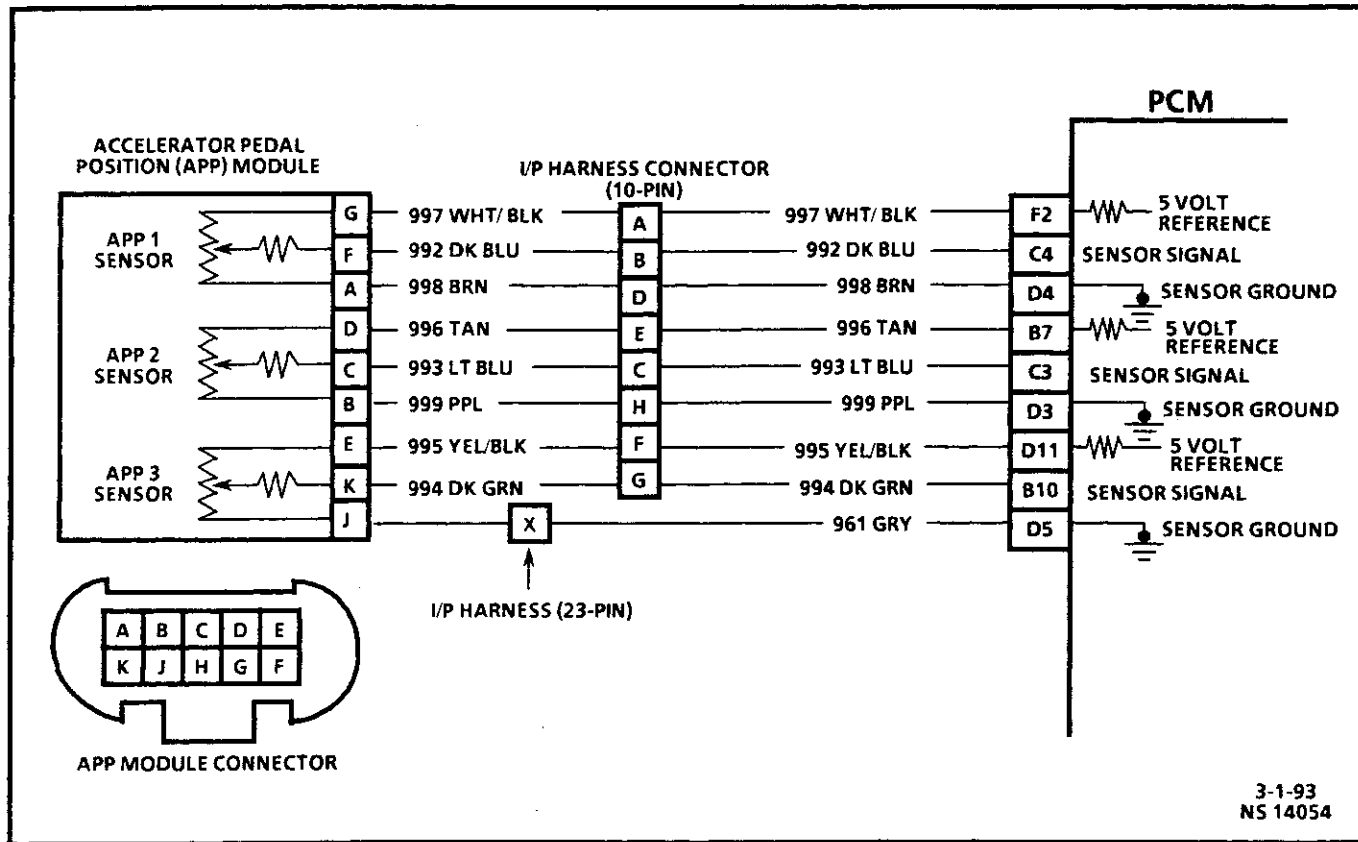 PCM
ACCELERATOR PEDAL
POSITION (APP) MODULE
I/P HARNESS CONNECTOR
(10-PIN)
APP 1
SENSOR
G
997 WHT/ BLK
A
997 WHT/ BLK
F2
5 VOLT
REFERENCE
F
992 DK BLU
B
992 DK BLU
C4
SENSOR SIGNAL
A
998 BRN
D
998 BRN
D4
SENSOR GROUND
APP 2
SENSOR
D
996 TAN
E
996 TAN
B7
5 VOLT
REFERENCE
C
993 LT BLU
C
993 LT BLU
C3
SENSOR SIGNAL
B
999 PPL
H
999 PPL
D3
SENSOR GROUND
APP 3
SENSOR
E
995 YEL/BLK
F
995 YEL/BLK
D11
5 VOLT
REFERENCE
K
994 DK GRN
G
994 DK GRN
B10
SENSOR SIGNAL
J
X
961 GRY
D5
SENSOR GROUND
I/P HARNESS (23-PIN)
A B C D E
K J H G F
APP MODULE CONNECTOR
3-1-93
NS 14054